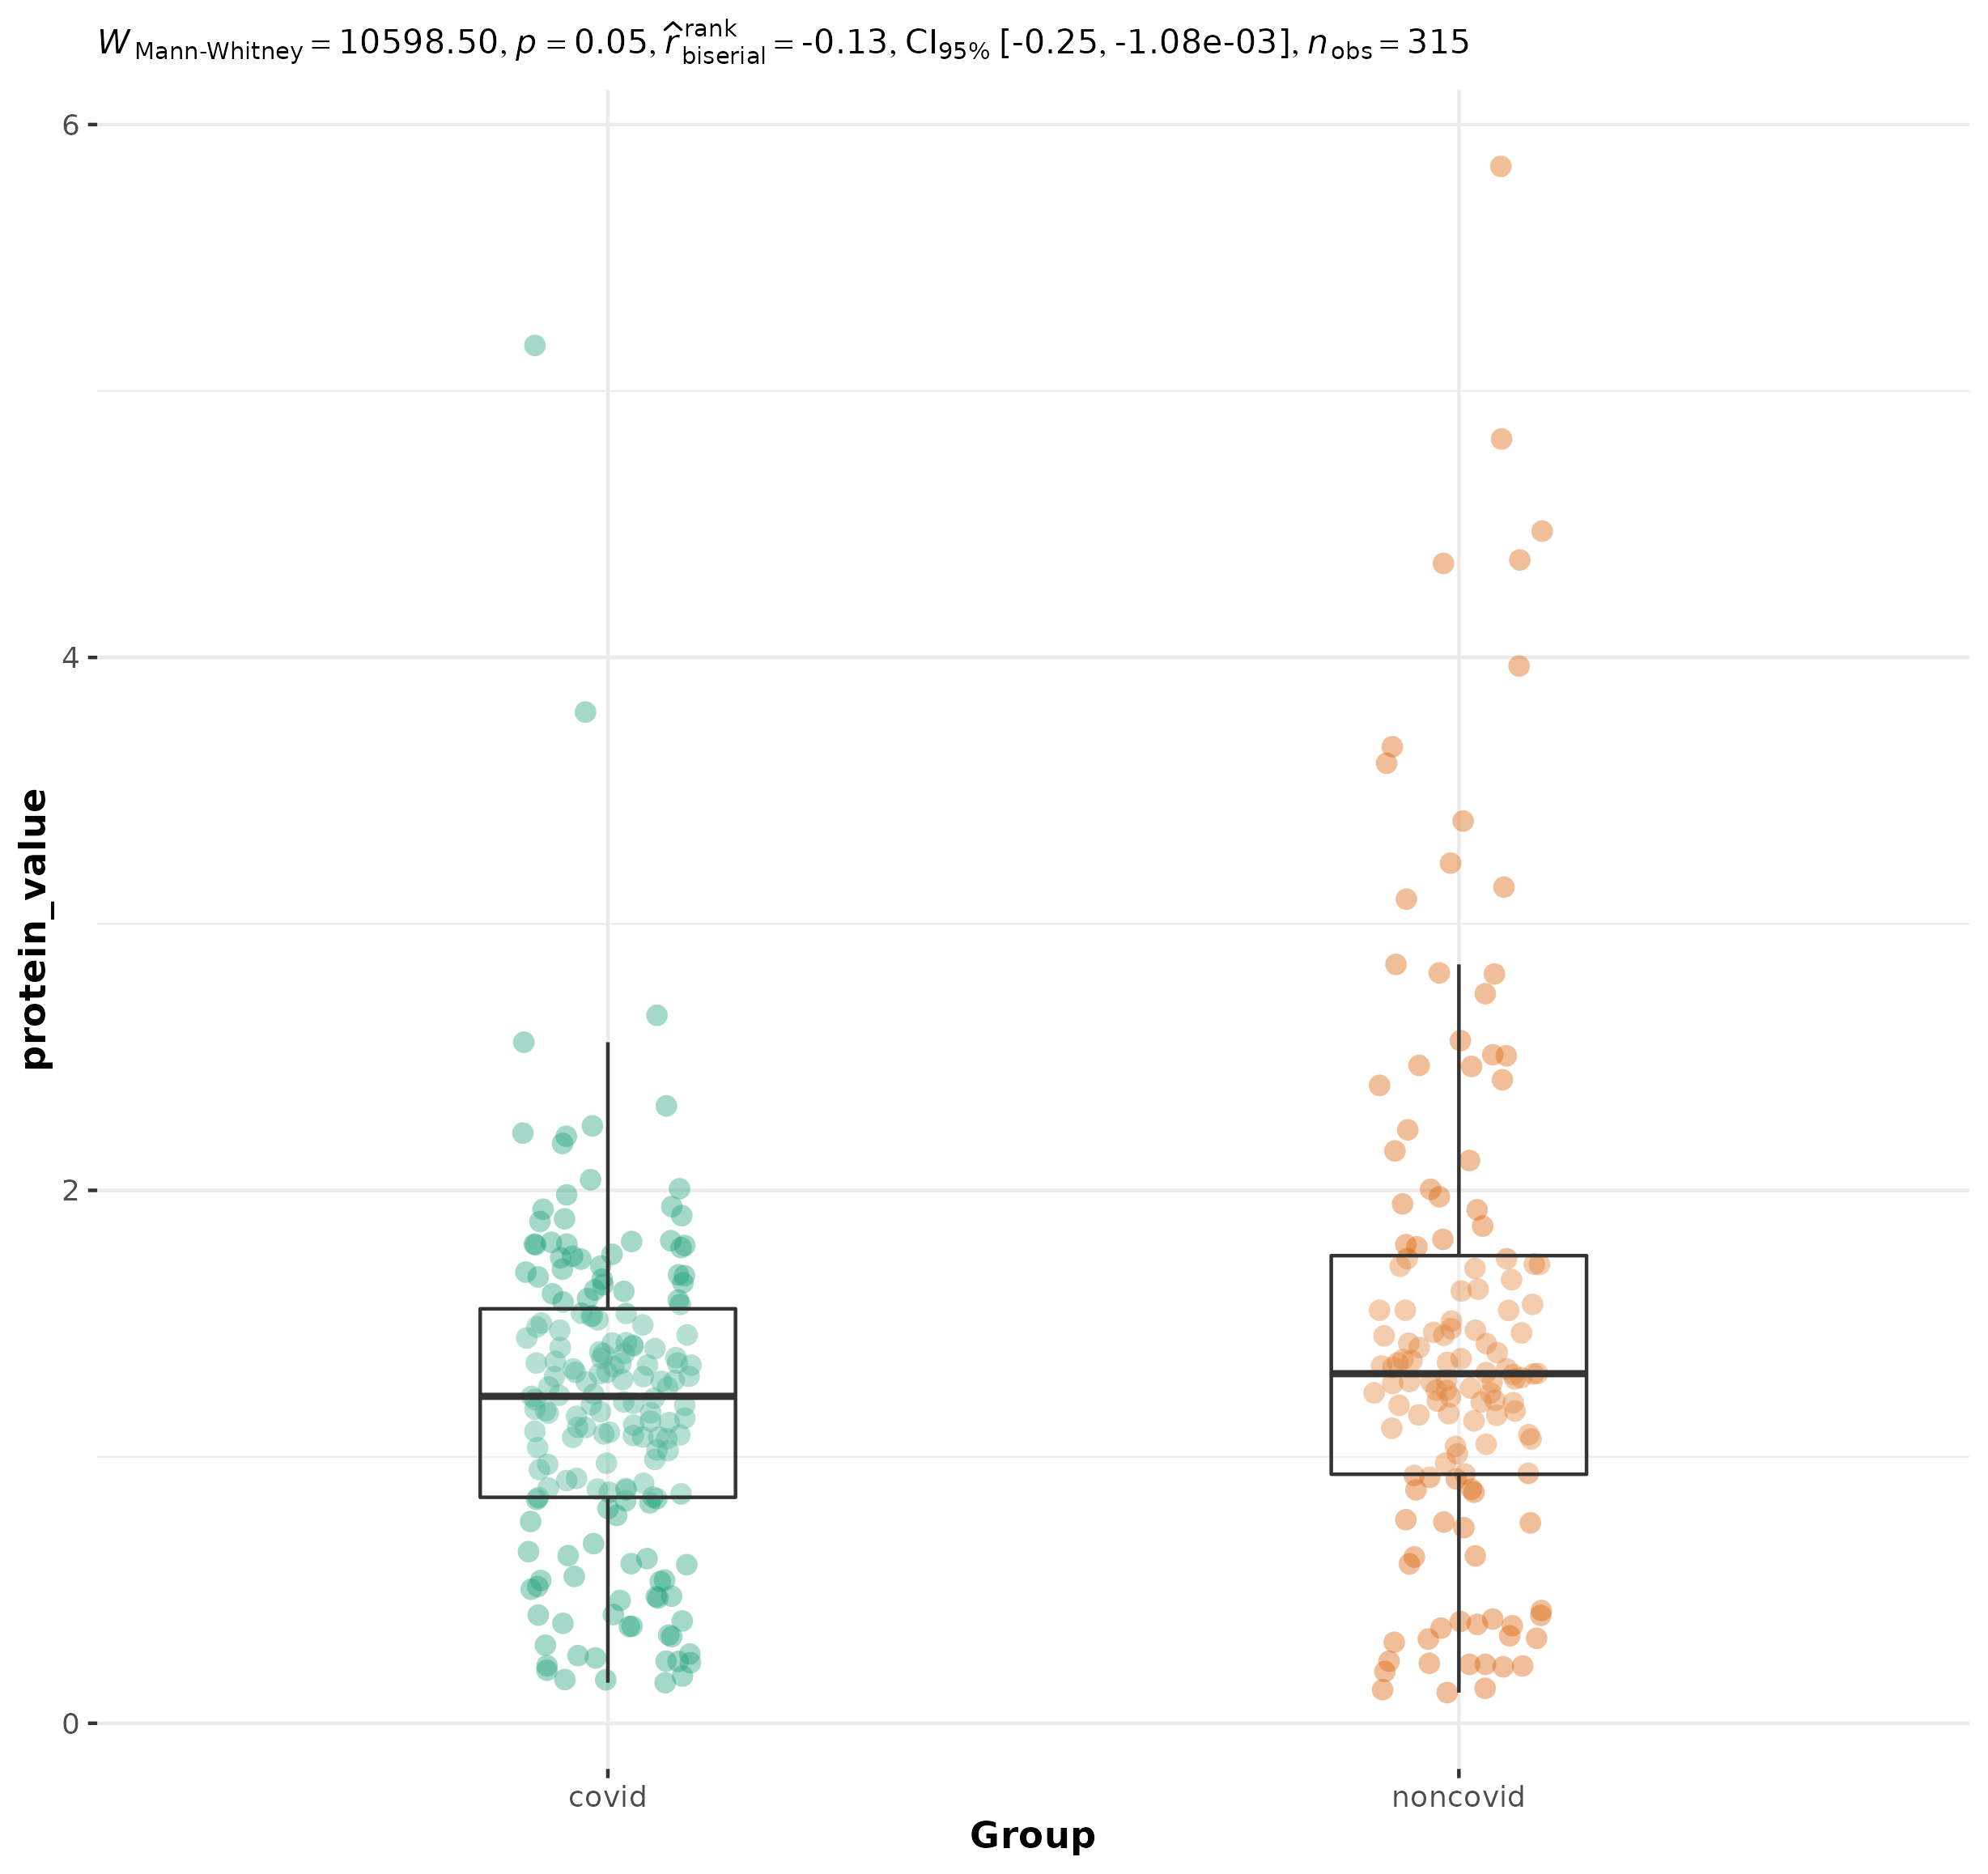 W Mann-Whitney = 10598.50, p = 0.05, r̂ rank biserial = -0.13, CI95% [-0.25, -1.08e-03], nobs = 315
6
4
2
0
protein_value
covid noncovid
Group